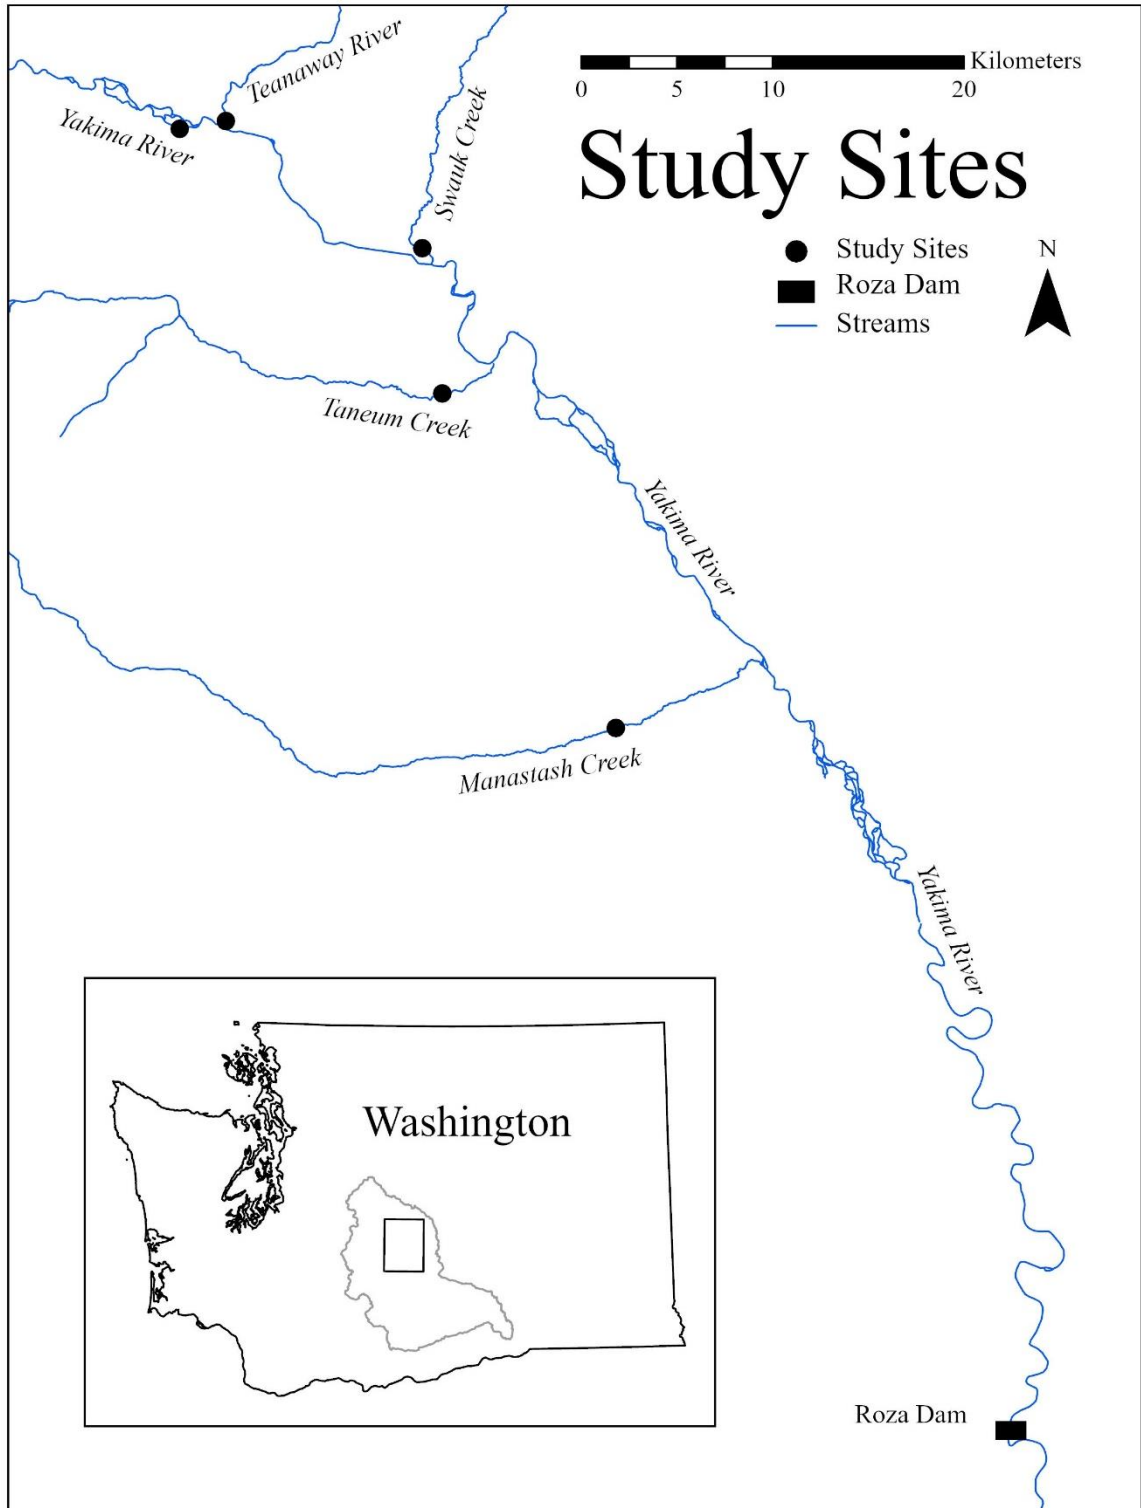 Teanaway River
Yakima River
Swauk Creek
Kilometers
0 5 10 20
Study Sites
Study Sites
Roza Dam
Streams
N
Taneum Creek
Yakima River
Manastash Creek
Yakima River
Washington
Roza Dam